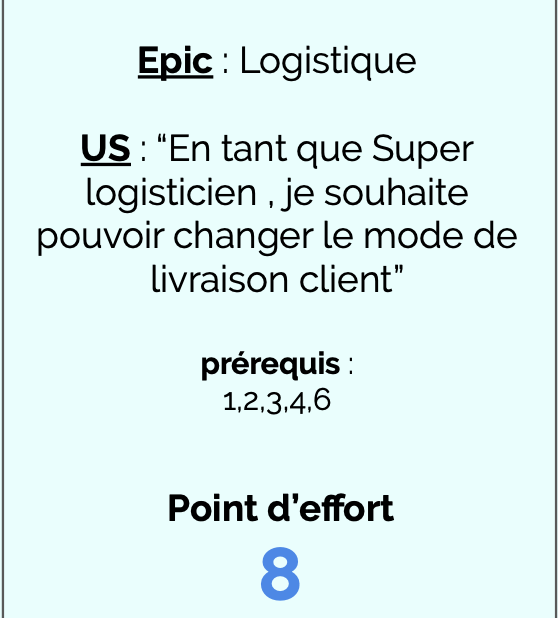 Epic : Logistique
US : “En tant que Super
logisticien , je souhaite
pouvoir changer le mode de
livraison client”
prérequis :
1,2,3,4,6
Point d’effort
8